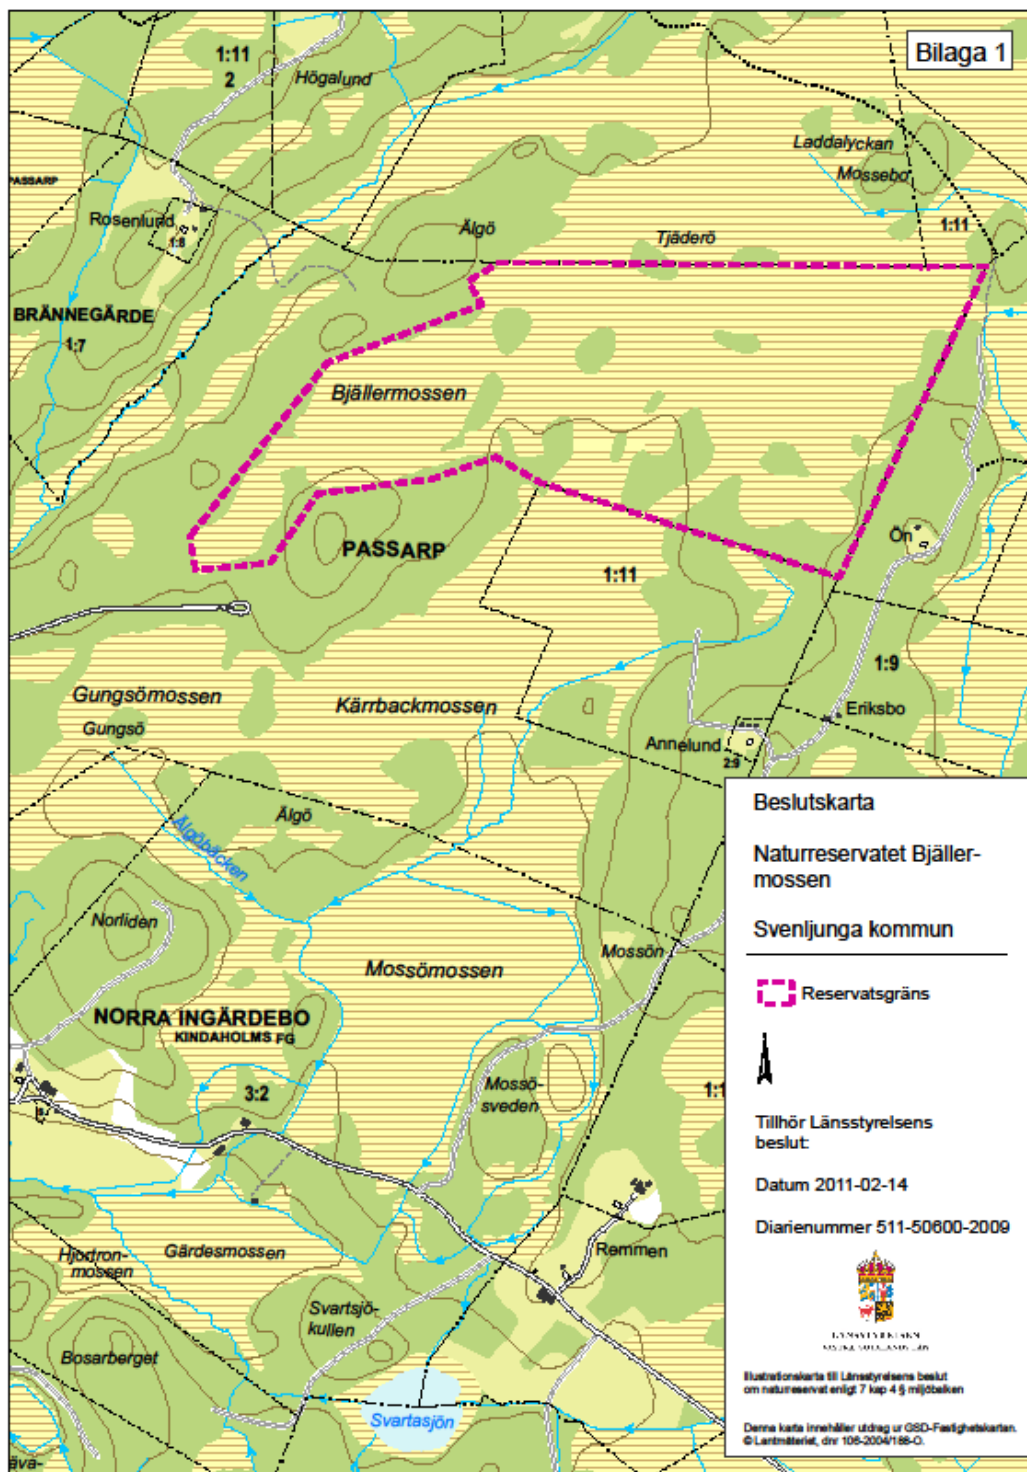 Bilaga 1
1:11
2
Högalund
Laddalyckan
Mossebo
PASSARP
Rosenlund
1:8
Älgö
Tjäderö
1:11
BRÄNNEGÄRDE
1:7
Bjällermossen
PASSARP
1:11
Ön
1:9
Gungsömossen
Gungsö
Kärrbackmossen
Eriksbo
Annelund
2:9
Älgö
Älgöbäcken
Norliden
Mossömossen
Mossön
NORRA INGÄRDEBO
KINDAHOLMS FG
3:2
Mossö-
sveden
1:1
Hjortron-
mossen
Gärdesmossen
Remmen
Svartsjö-
kullen
Bosarberget
Svartasjön
ävä-
Beslutskarta
Naturreservatet Bjäller-
mossen
Svenljunga kommun
Reservatsgräns
Tillhör Länsstyrelsens
beslut:
Datum 2011-02-14
Diarienummer 511-50600-2009
LÄNSSTYRELSEN
Illustrationskarta till Länsstyrelsens beslut
om naturreservat enligt 7 kap 4 § miljöbalken
Denna karta innehåller utdrag ur GSD-Fastighetskartan.
© Lantmäteriet, dnr 106-2004/188-O.